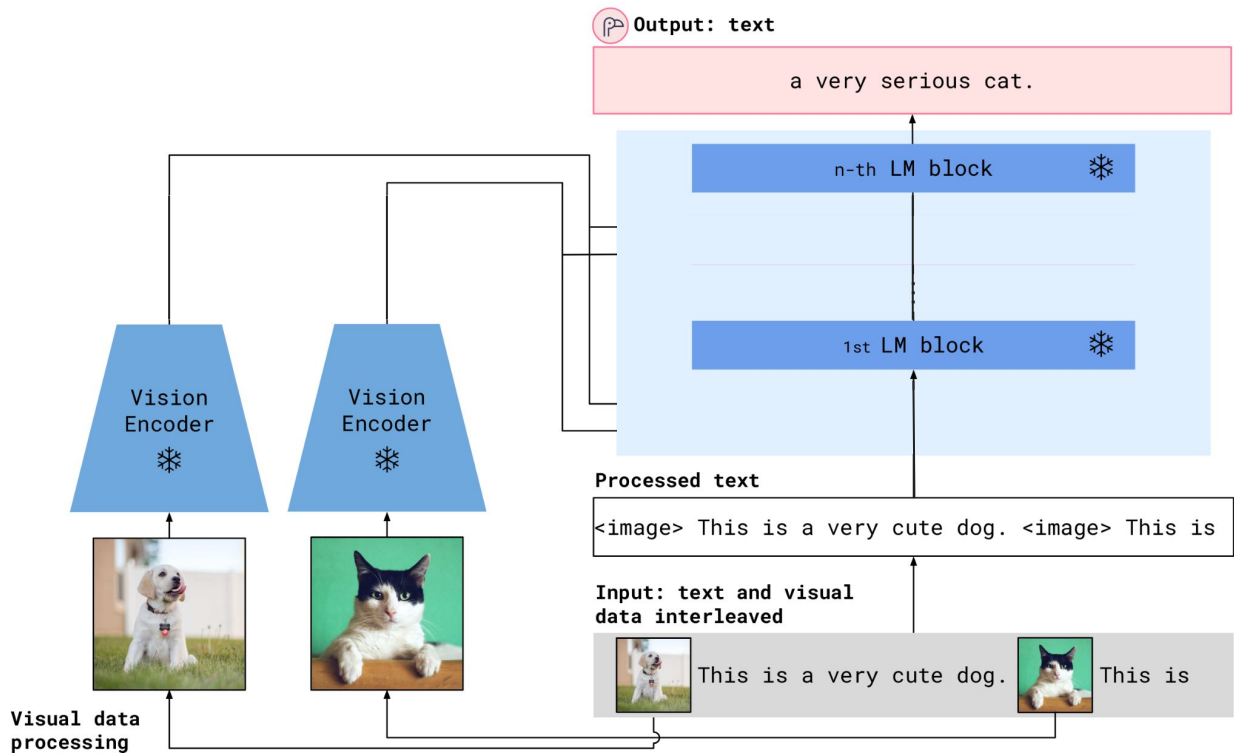 Output: text
a very serious cat.
n-th LM block
1st LM block
Vision
Encoder
Vision
Encoder
Processed text
<image> This is a very cute dog. <image> This is
Input: text and visual
data interleaved
This is a very cute dog. This is
Visual data
processing